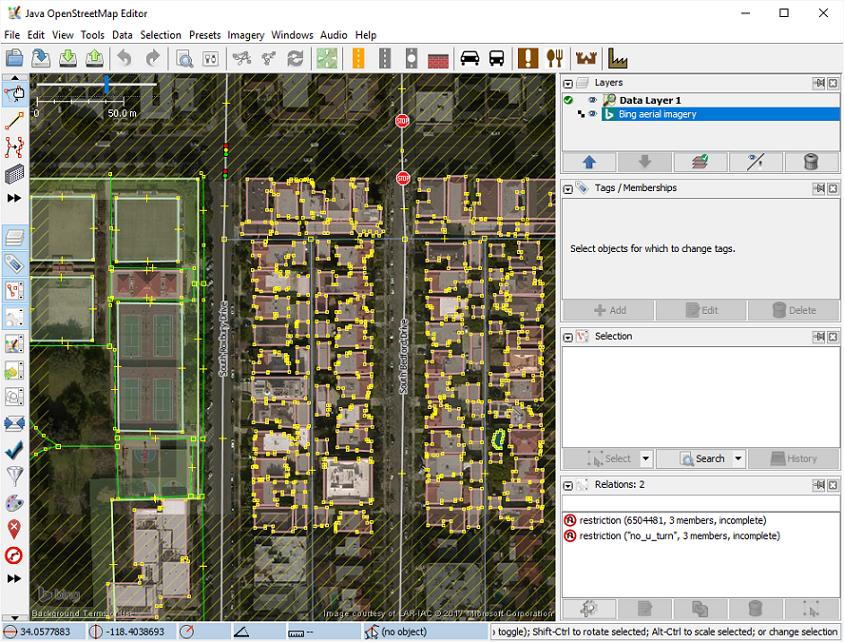 Java OpenStreetMap Editor
File Edit View Tools Data Selection Presets Imagery Windows Audio Help
0 50.0 m
STOP
STOP
South Roxbury Drive
South Bedford Drive
bing
Background Terms of Use
Image courtesy of LAR-IAC © 2017 Microsoft Corporation
Layers
Data Layer 1
Bing aerial imagery
Tags / Memberships
Select objects for which to change tags.
Add Edit Delete
Selection
Select Search History
Relations: 2
restriction (6504481, 3 members, incomplete)
restriction ("no_u_turn", 3 members, incomplete)
34.0577883 -118.4038693 -- (no object) › toggle); Shift-Ctrl to rotate selected; Alt-Ctrl to scale selected; or change selection